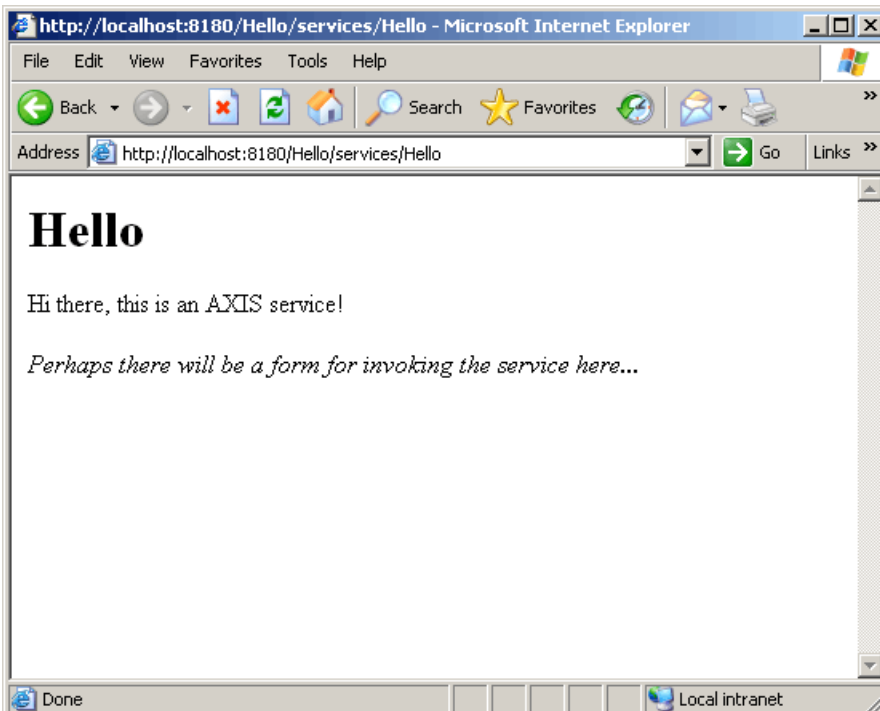 http://localhost:8180/Hello/services/Hello - Microsoft Internet Explorer
File Edit View Favorites Tools Help
Back Search Favorites »
Address http://localhost:8180/Hello/services/Hello Go Links »
Hello
Hi there, this is an AXIS service!
Perhaps there will be a form for invoking the service here...
Done Local intranet